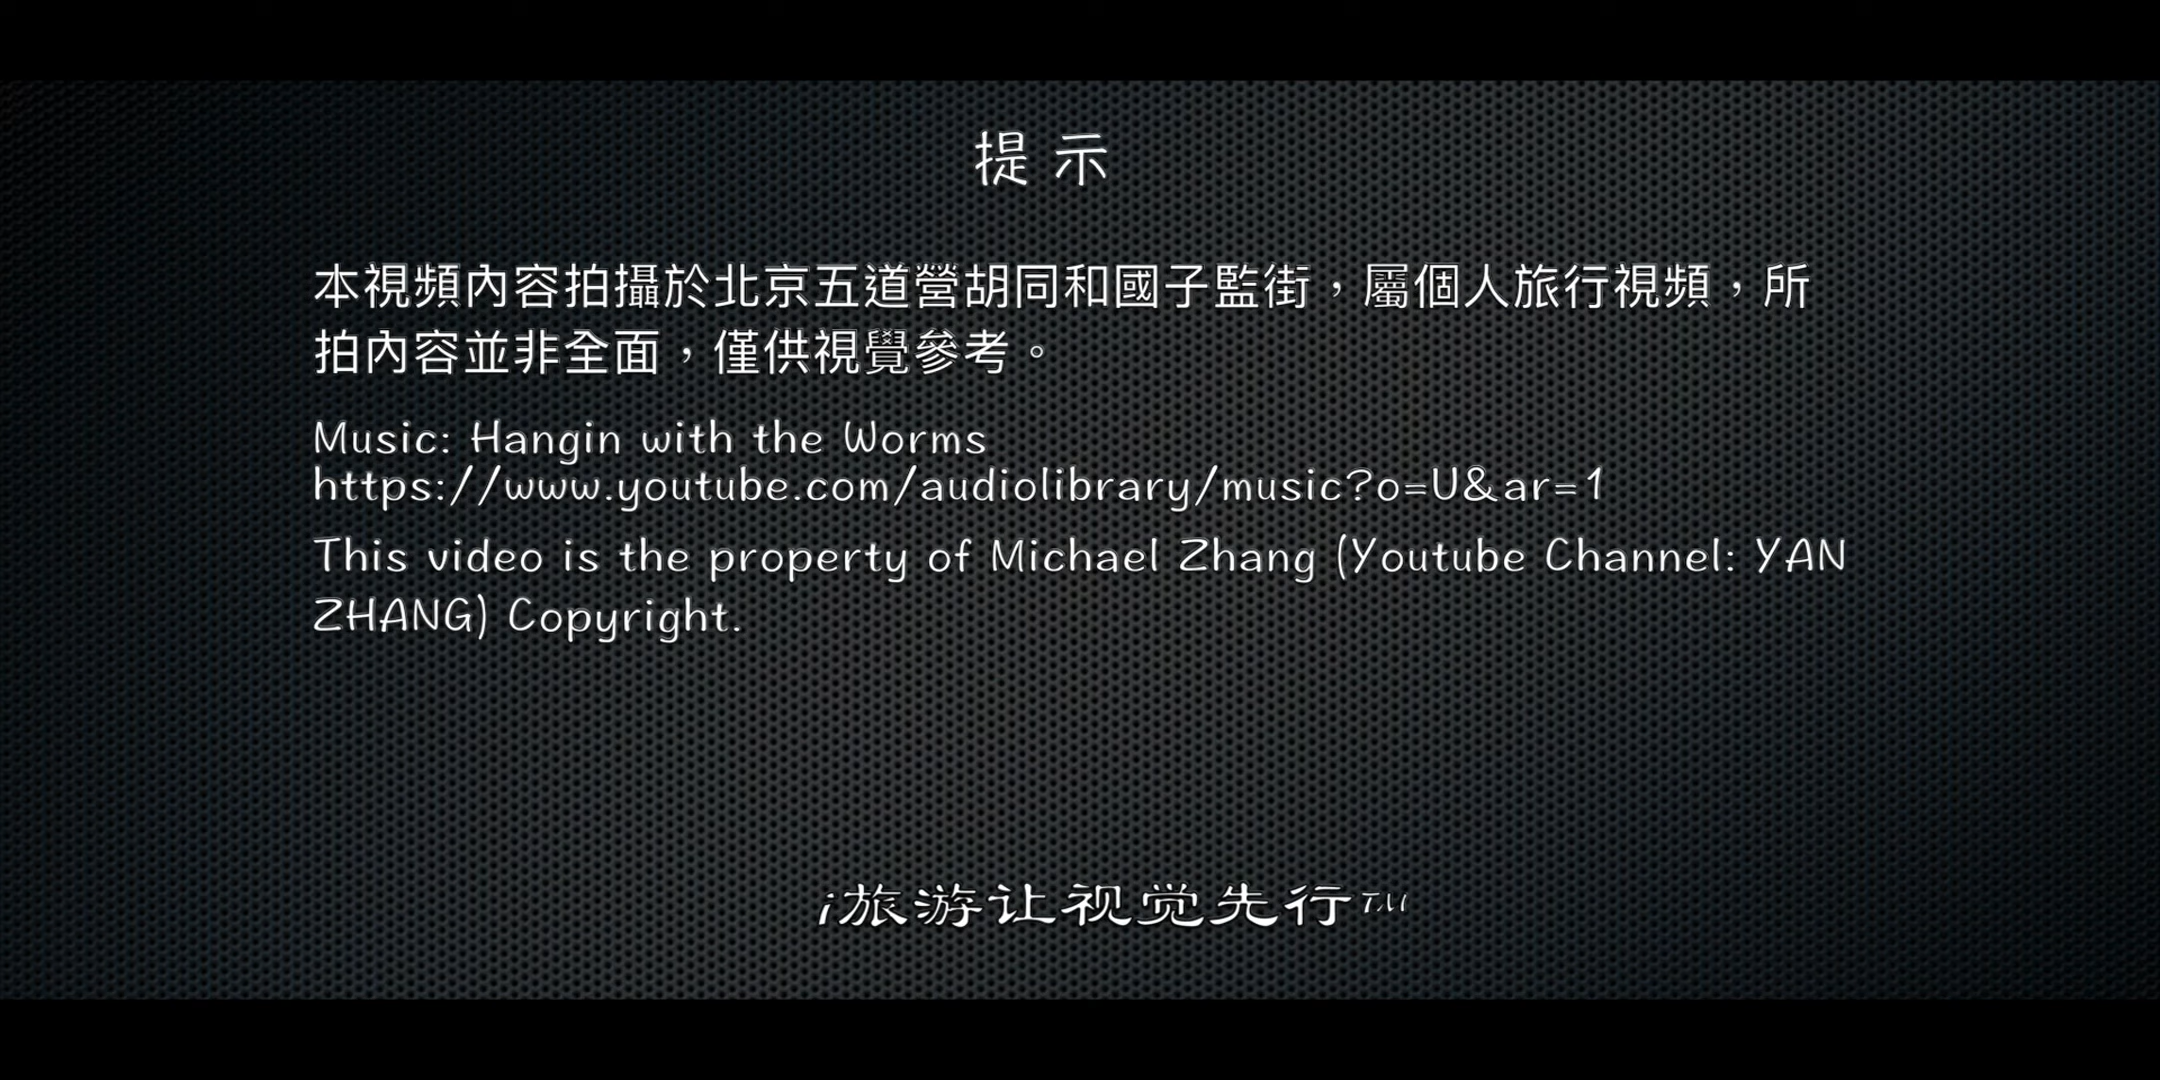 提示
本視頻內容拍攝於北京五道營胡同和國子監街，屬個人旅行視頻，所
拍內容並非全面，僅供視覺參考。
Music: Hangin with the Worms
https://www.youtube.com/audiolibrary/music?o=U&ar=1
This video is the property of Michael Zhang (Youtube Channel: YAN
ZHANG) Copyright.
i旅游让视觉先行TM